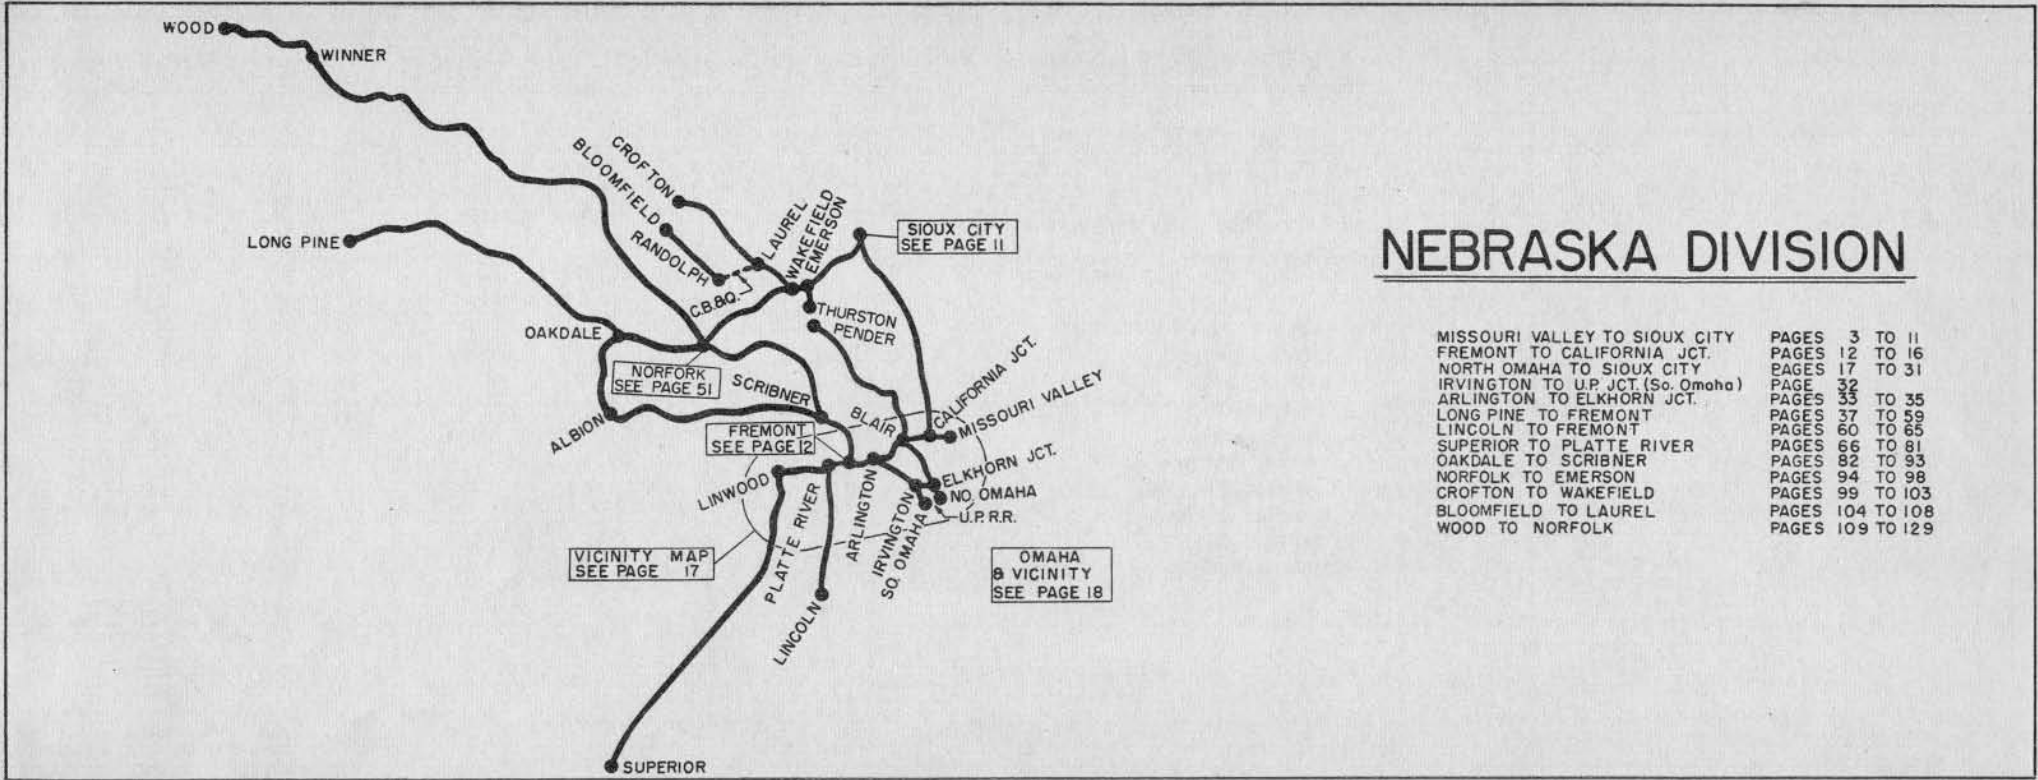 WOOD
WINNER
CROFTON
BLOOMFIELD
RANDOLPH
LAUREL
WAKEFIELD
EMERSON
SIOUX CITY
SEE PAGE 11
LONG PINE
C.B.&Q.
THURSTON
PENDER
OAKDALE
NORFORK
SEE PAGE 51
SCRIBNER
ALBION
FREMONT
SEE PAGE 12
BLAIR
CALIFORNIA JCT.
MISSOURI VALLEY
LINWOOD
PLATTE RIVER
ARLINGTON
IRVINGTON
SO. OMAHA
ELKHORN JCT.
NO. OMAHA
U.P. R.R.
VICINITY MAP
SEE PAGE 17
OMAHA
& VICINITY
SEE PAGE 18
LINCOLN
SUPERIOR
NEBRASKA DIVISION
MISSOURI VALLEY TO SIOUX CITY PAGES 3 TO 11
FREMONT TO CALIFORNIA JCT. PAGES 12 TO 16
NORTH OMAHA TO SIOUX CITY PAGES 17 TO 31
IRVINGTON TO U.P. JCT. (So. Omaha) PAGE 32
ARLINGTON TO ELKHORN JCT. PAGES 33 TO 35
LONG PINE TO FREMONT PAGES 37 TO 59
LINCOLN TO FREMONT PAGES 60 TO 65
SUPERIOR TO PLATTE RIVER PAGES 66 TO 81
OAKDALE TO SCRIBNER PAGES 82 TO 93
NORFOLK TO EMERSON PAGES 94 TO 98
CROFTON TO WAKEFIELD PAGES 99 TO 103
BLOOMFIELD TO LAUREL PAGES 104 TO 108
WOOD TO NORFOLK PAGES 109 TO 129